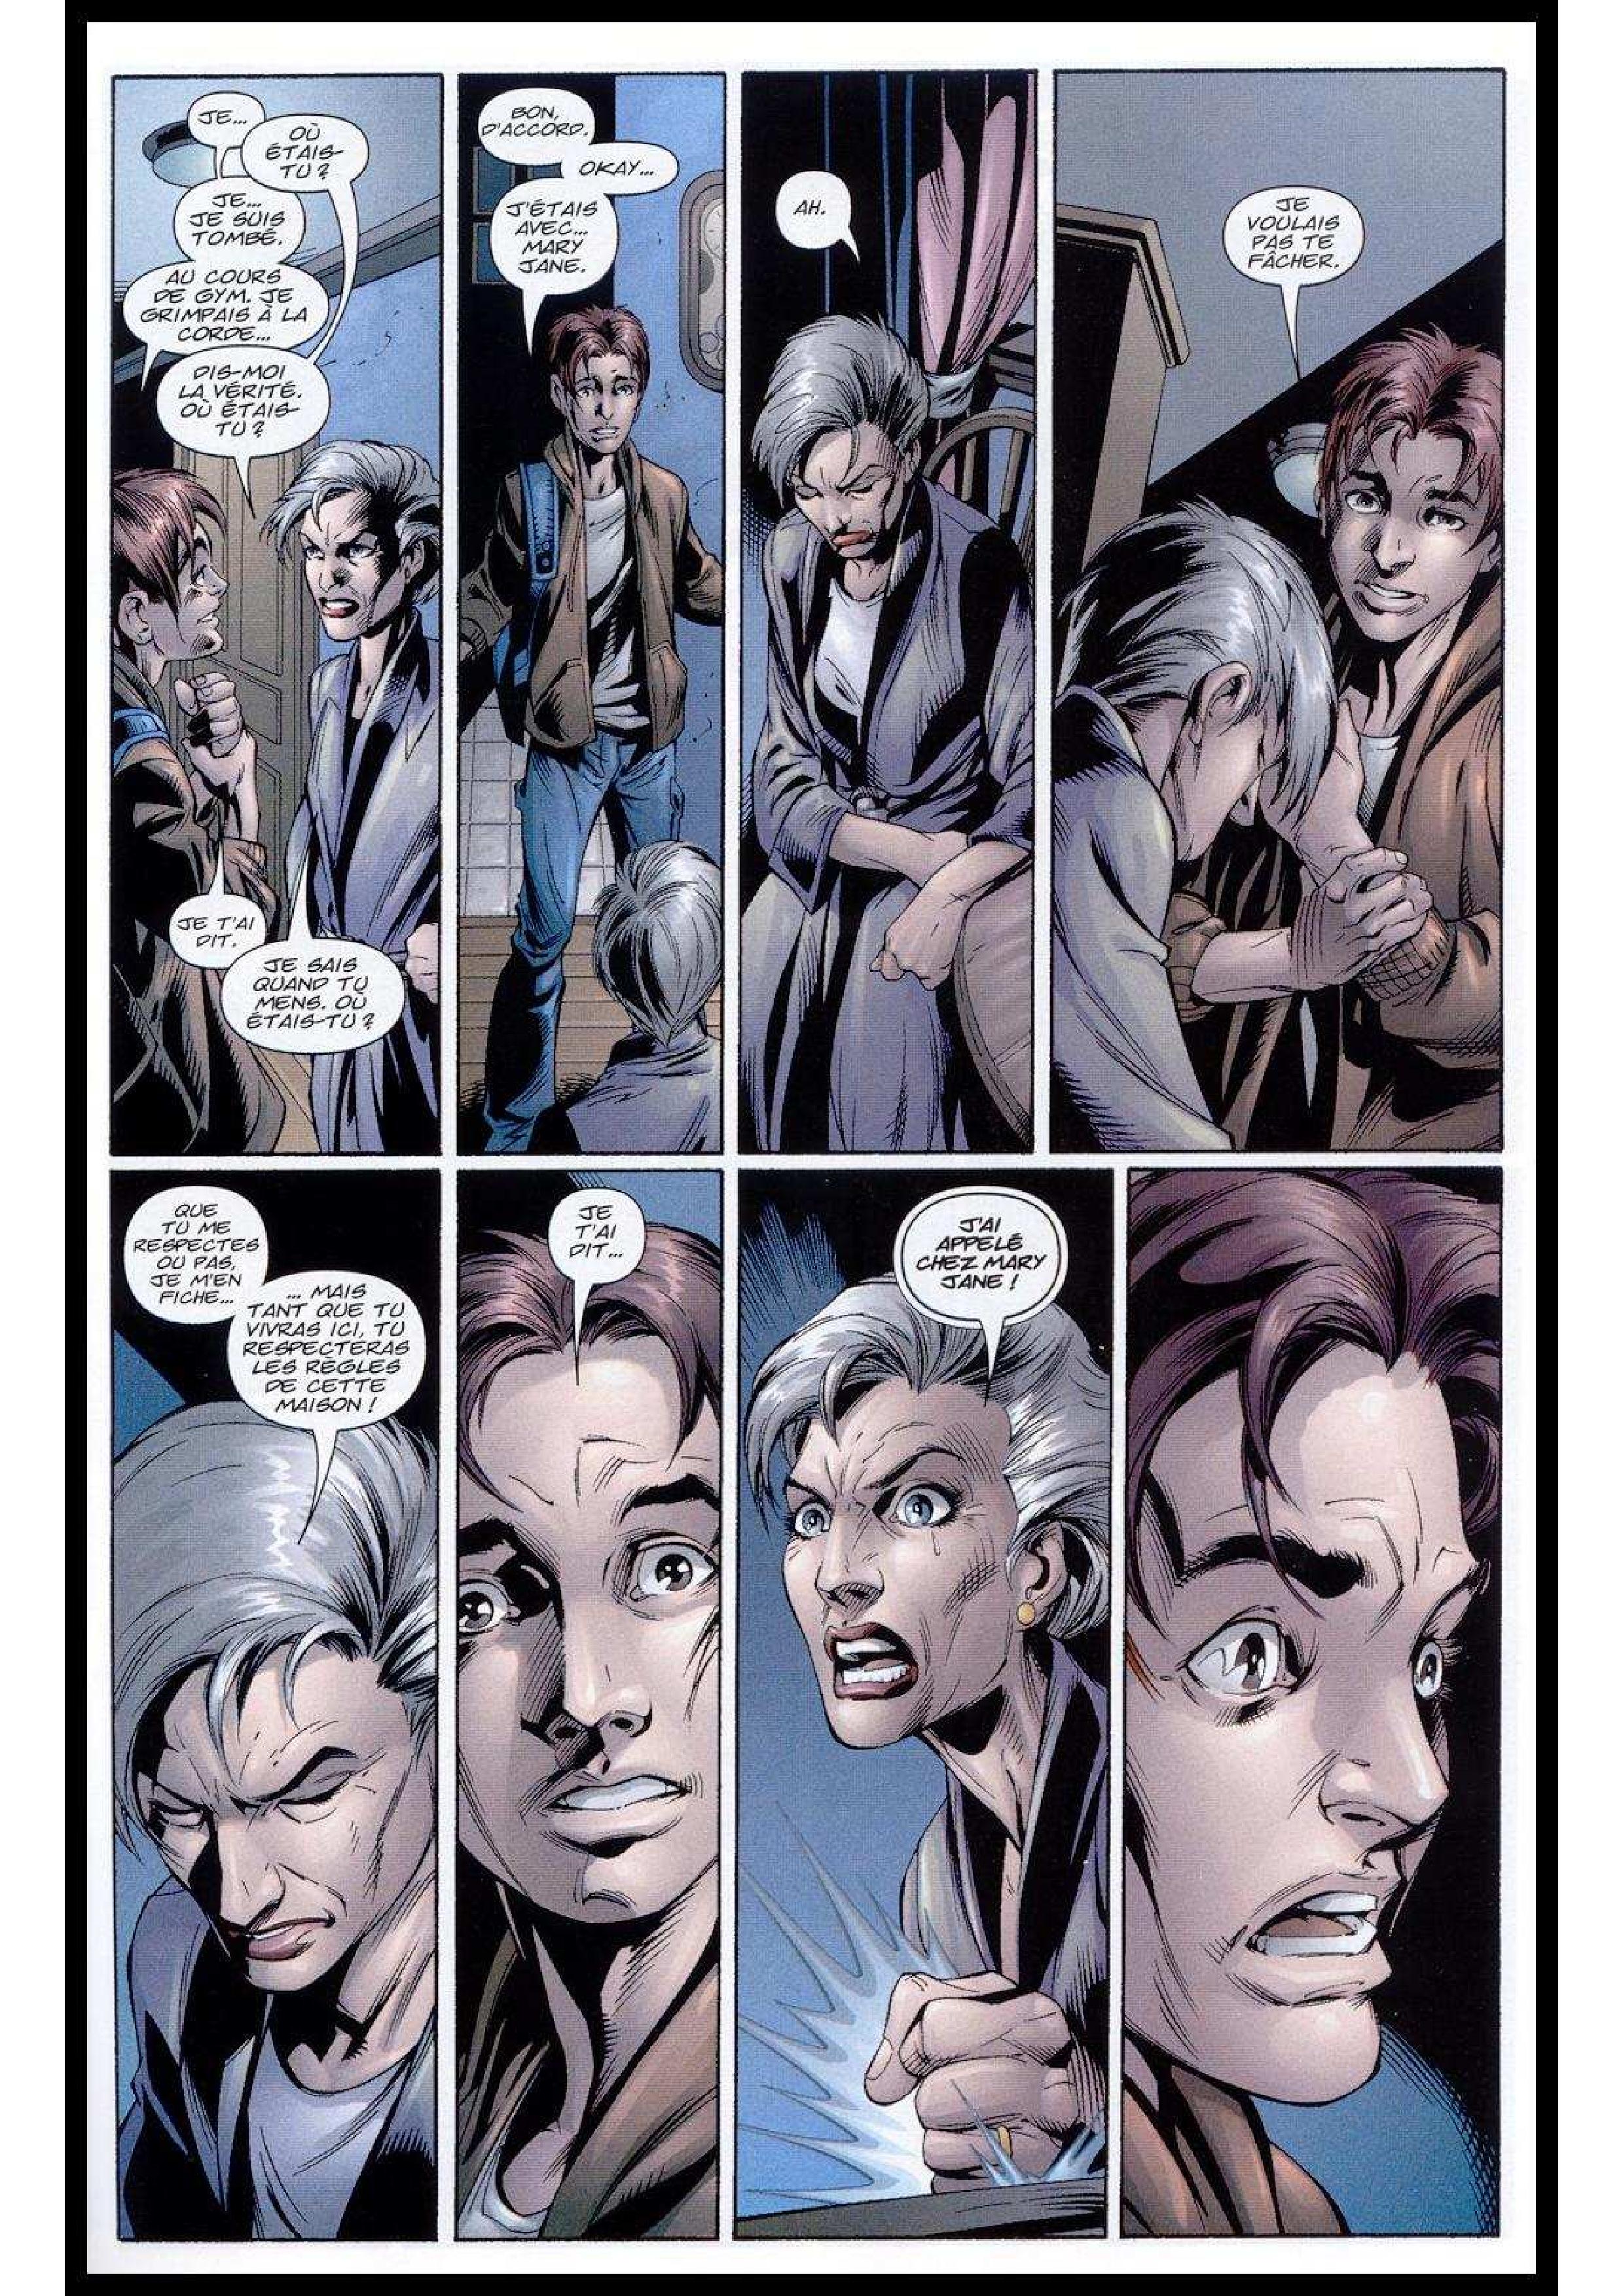 JE...
OÙ
ÉTAIS-
TU ?
JE...
JE SUIS
TOMBÉ.
AU COURS
DE GYM. JE
GRIMPAIS À LA
CORDE...
DIS-MOI
LA VÉRITÉ.
OÙ ÉTAIS-
TU ?
JE T'AI
DIT.
JE SAIS
QUAND TU
MENS. OÙ
ÉTAIS-TU ?
BON,
D'ACCORD.
OKAY...
J'ÉTAIS
AVEC...
MARY
JANE.
AH.
JE
VOULAIS
PAS TE
FÂCHER.
QUE
TU ME
RESPECTES
OU PAS,
JE M'EN
FICHE...
... MAIS
TANT QUE TU
VIVRAS ICI, TU
RESPECTERAS
LES RÈGLES
DE CETTE
MAISON !
JE
T'AI
DIT...
J'AI
APPELÉ
CHEZ MARY
JANE !